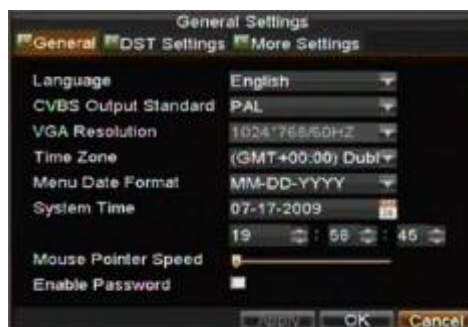 General Settings
General DST Settings More Settings
Language English
CVBS Output Standard PAL
VGA Resolution 1024*768/60HZ
Time Zone (GMT+00:00) Dubl
Menu Date Format MM-DD-YYYY
System Time 07-17-2009
19 : 58 : 45
Mouse Pointer Speed
Enable Password
Apply OK Cancel